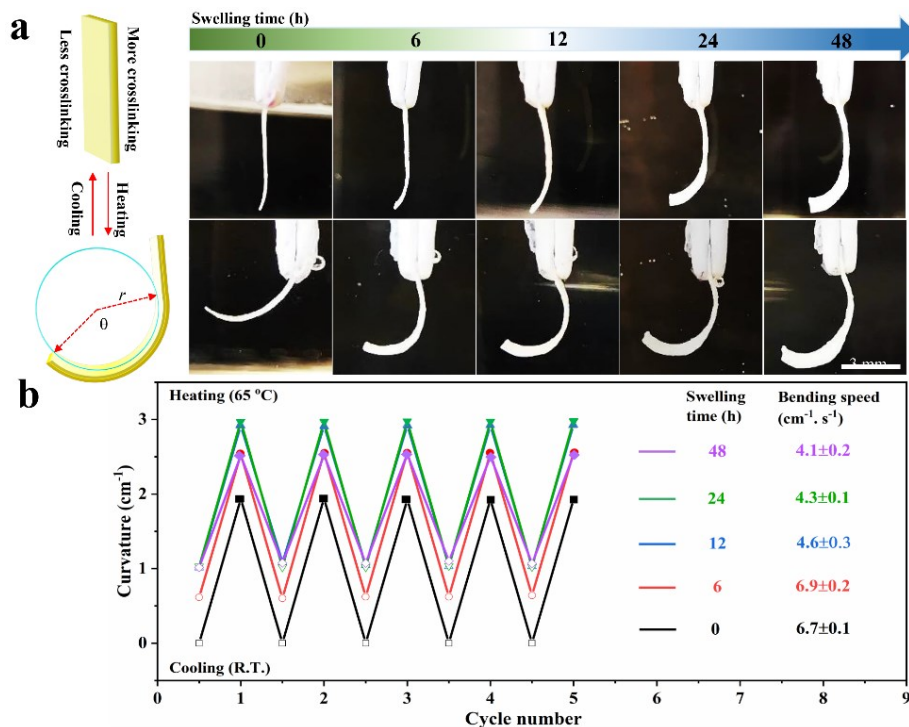 a
Swelling time (h)
0 6 12 24 48
Less crosslinking
More crosslinking
Cooling
Heating
r
θ
3 mm
b
Heating (65 °C)
Swelling time (h)
Bending speed (cm⁻¹. s⁻¹)
48 4.1±0.2
24 4.3±0.1
12 4.6±0.3
6 6.9±0.2
0 6.7±0.1
Cooling (R.T.)
Curvature (cm⁻¹)
3
2
1
0
0 1 2 3 4 5 6 7 8 9
Cycle number